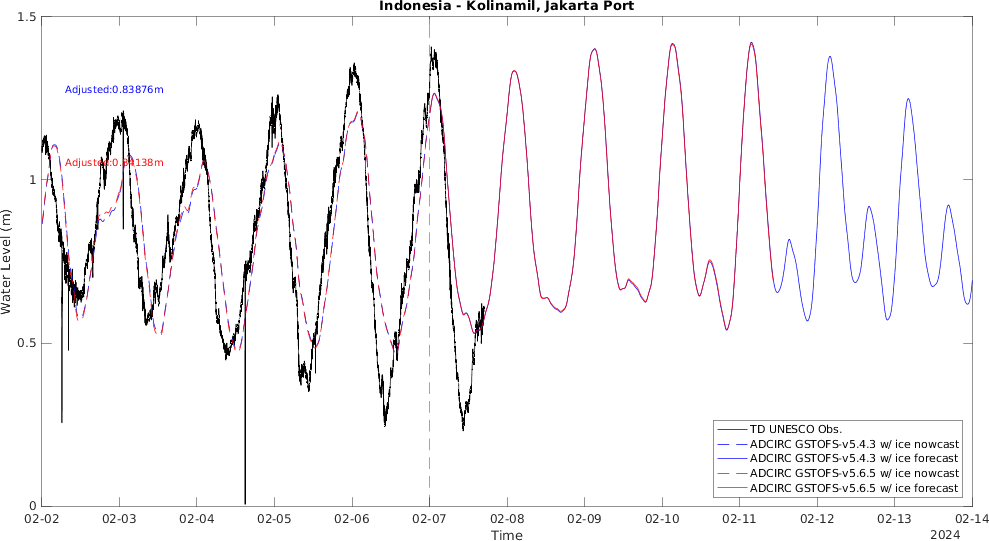 Indonesia - Kolinamil, Jakarta Port
1.5
Adjusted:0.83876m
Adjusted:0.84138m
1
Water Level (m)
0.5
0
TD UNESCO Obs.
ADCIRC GSTOFS-v5.4.3 w/ ice nowcast
ADCIRC GSTOFS-v5.4.3 w/ ice forecast
ADCIRC GSTOFS-v5.6.5 w/ ice nowcast
ADCIRC GSTOFS-v5.6.5 w/ ice forecast
02-02 02-03 02-04 02-05 02-06 02-07 02-08 02-09 02-10 02-11 02-12 02-13 02-14
Time
2024